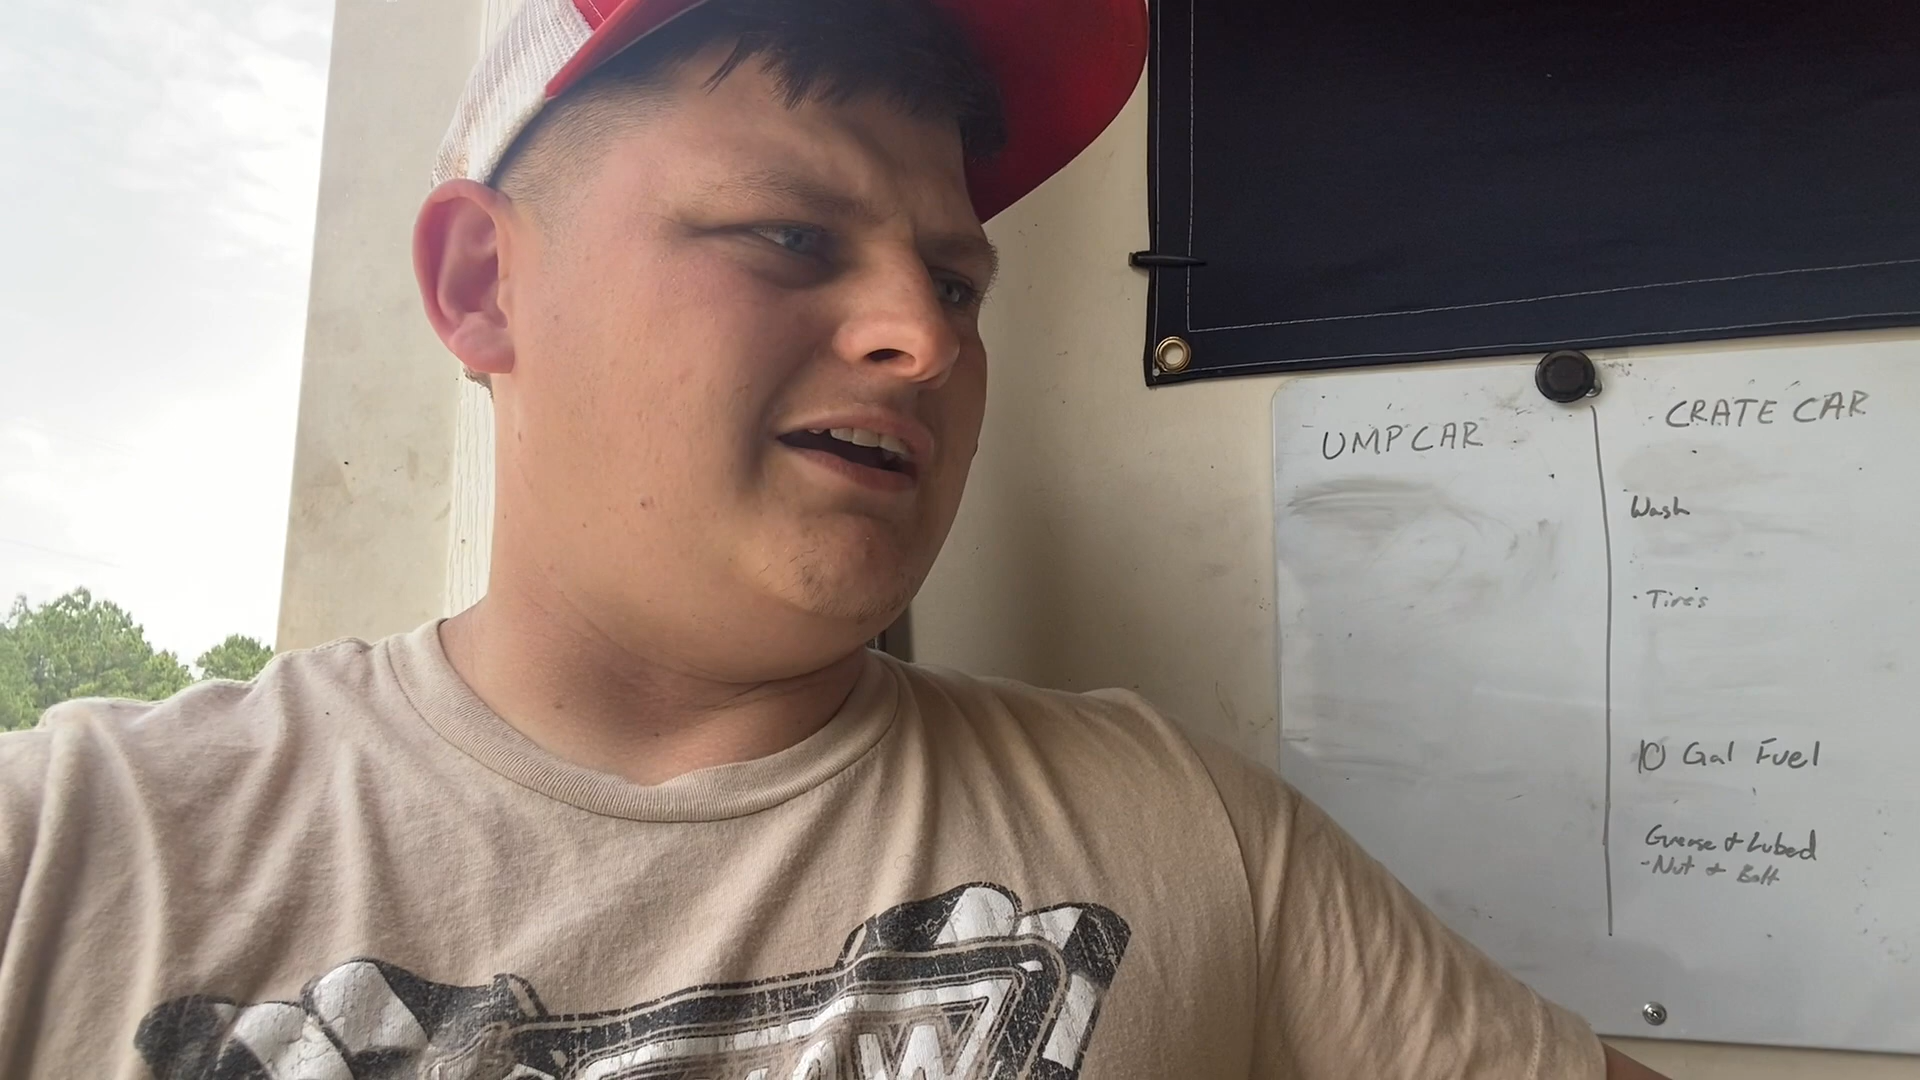 UMP CAR
CRATE CAR
Wash
· Tires
10 Gal Fuel
Grease & Lubed
- Nut & Bolt